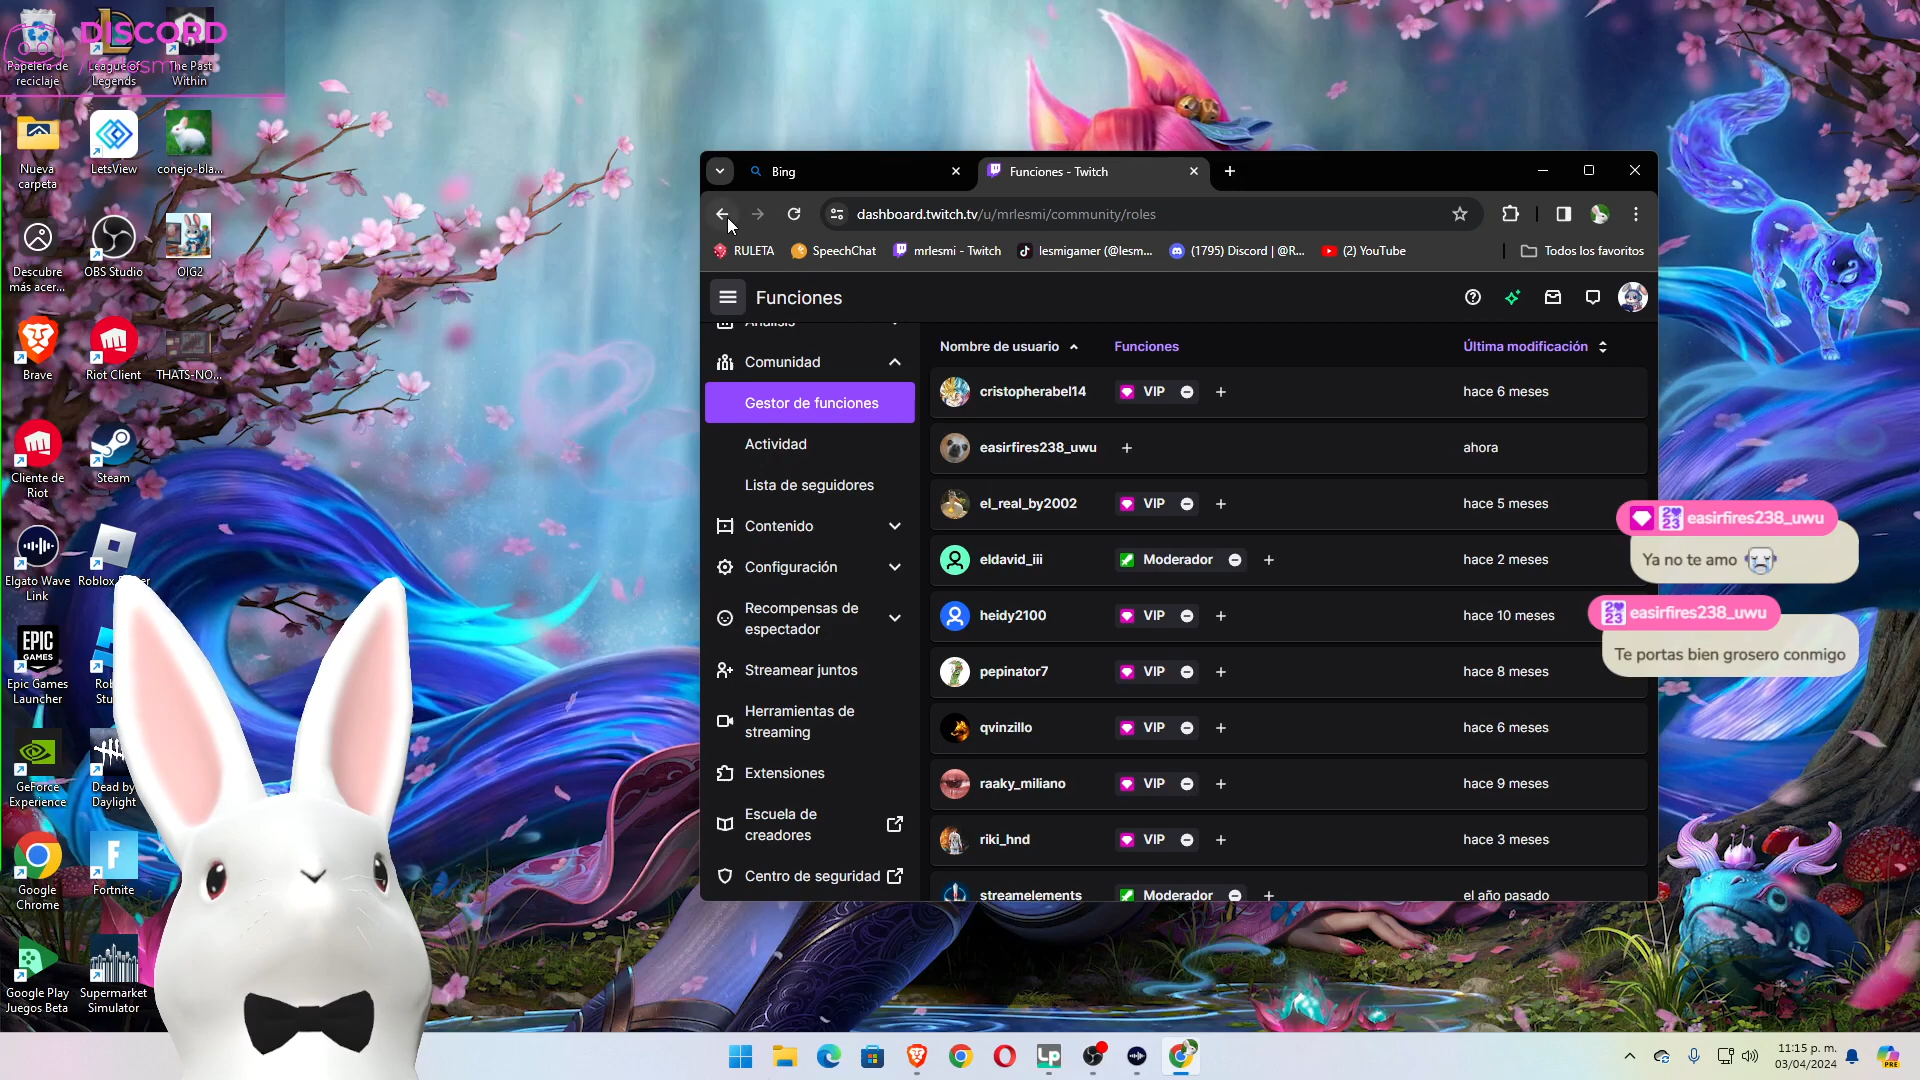 DISCORD
Papelera de
reciclaje
League of
Legends
The Past
Within
Nueva
carpeta
LetsView
conejo-bla...
Descubre
más acer...
OBS Studio
OIG2
Brave
Riot Client
THATS-NO...
Cliente de
Riot
Steam
Elgato Wave
Link
EPIC
GAMES
Epic Games
Launcher
GeForce
Experience
Dead by
Daylight
Google
Chrome
Fortnite
Google Play
Juegos Beta
Supermarket
Simulator
Bing
Funciones - Twitch
dashboard.twitch.tv/u/mrlesmi/community/roles
RULETA
SpeechChat
mrlesmi - Twitch
lesmigamer (@lesm...
(1795) Discord | @R...
(2) YouTube
Todos los favoritos
Funciones
Análisis
Comunidad
Gestor de funciones
Actividad
Lista de seguidores
Contenido
Configuración
Recompensas de
espectador
Streamear juntos
Herramientas de
streaming
Extensiones
Escuela de
creadores
Centro de seguridad
Nombre de usuario Funciones Última modificación
cristopherabel14 VIP hace 6 meses
easirfires238_uwu ahora
el_real_by2002 VIP hace 5 meses
eldavid_iii Moderador hace 2 meses
heidy2100 VIP hace 10 meses
pepinator7 VIP hace 8 meses
qvinzillo VIP hace 6 meses
raaky_miliano VIP hace 9 meses
riki_hnd VIP hace 3 meses
streamelements Moderador el año pasado
easirfires238_uwu
Ya no te amo
easirfires238_uwu
Te portas bien grosero conmigo
11:15 p. m.
03/04/2024